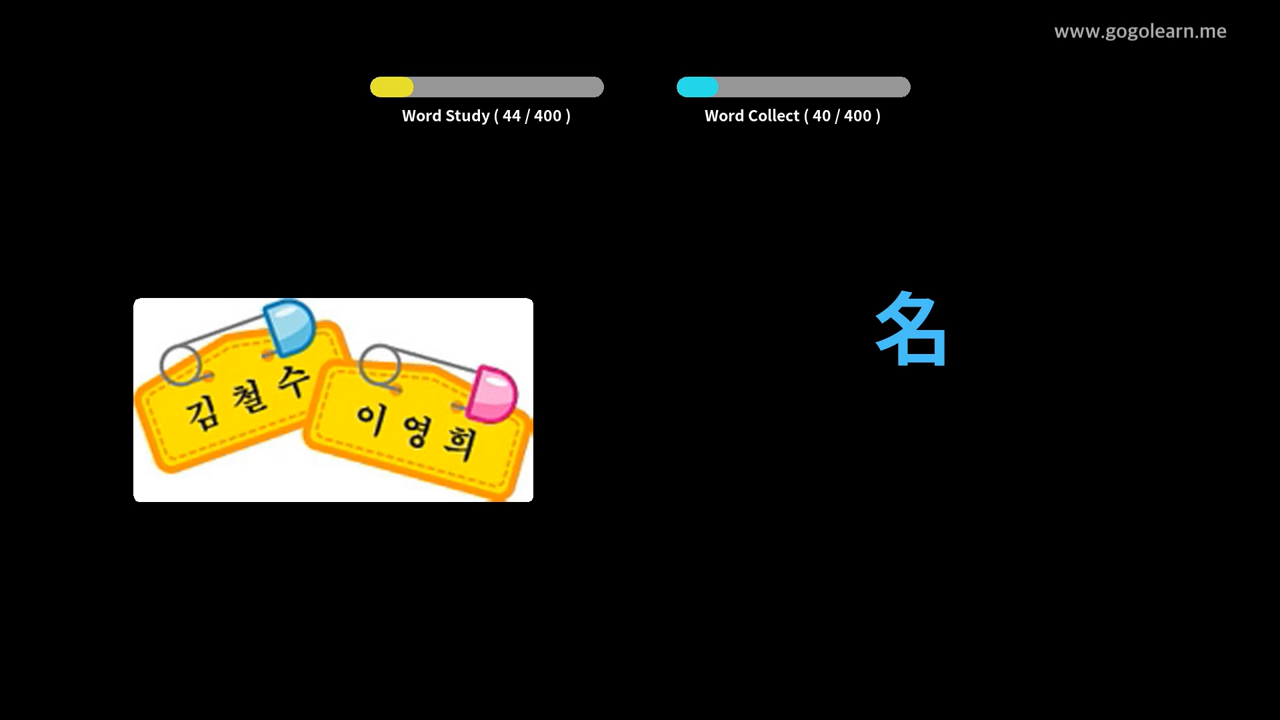 www.gogolearn.me
Word Study ( 44 / 400 )
Word Collect ( 40 / 400 )
김 철 수
이 영 희
名